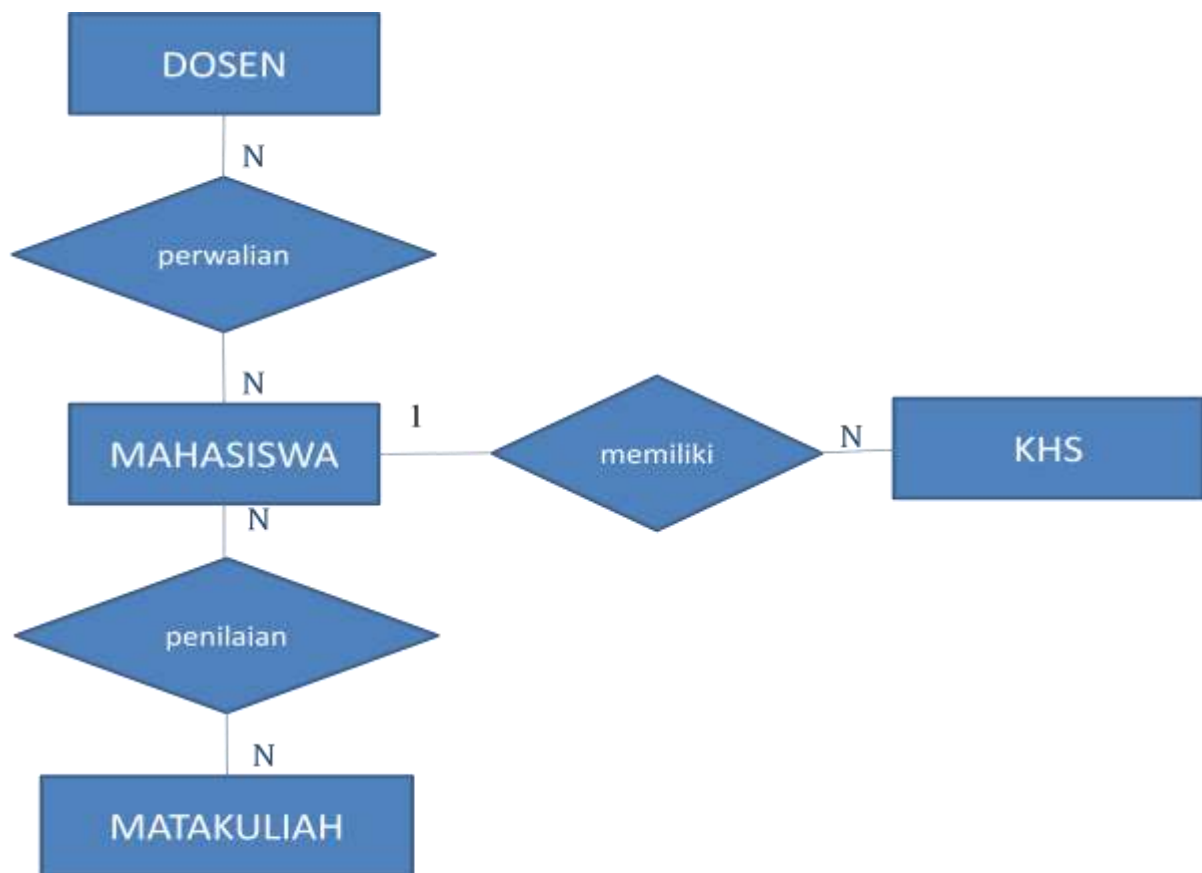 DOSEN
N
perwalian
N
MAHASISWA
1
memiliki
N
KHS
N
penilaian
N
MATAKULIAH